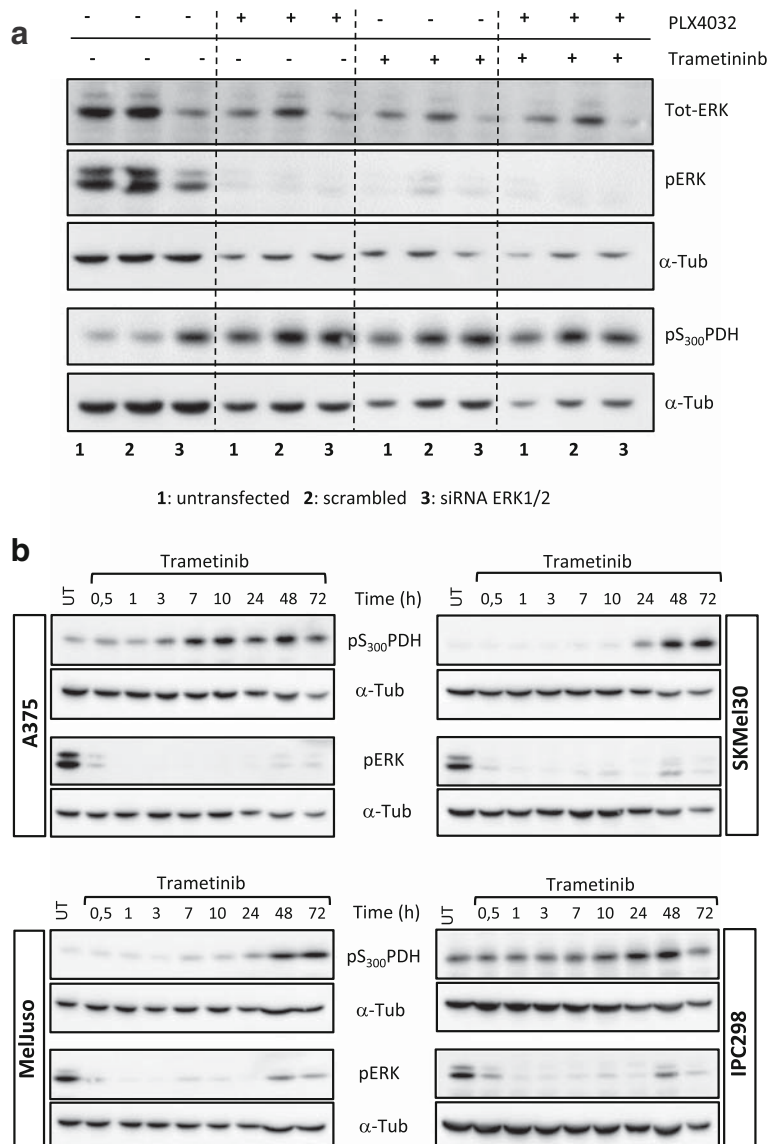 a
- - - + + + - - - + + + PLX4032
- - - - - - + + + + + + Trametininb
Tot-ERK
pERK
α-Tub
pS300PDH
α-Tub
1 2 3 1 2 3 1 2 3 1 2 3
1: untransfected 2: scrambled 3: siRNA ERK1/2
b
Trametinib Trametinib
UT 0,5 1 3 7 10 24 48 72 Time (h) UT 0,5 1 3 7 10 24 48 72
A375 pS300PDH SKMel30
α-Tub
pERK
α-Tub
Trametinib Trametinib
UT 0,5 1 3 7 10 24 48 72 Time (h) UT 0,5 1 3 7 10 24 48 72
MelJuso pS300PDH IPC298
α-Tub
pERK
α-Tub